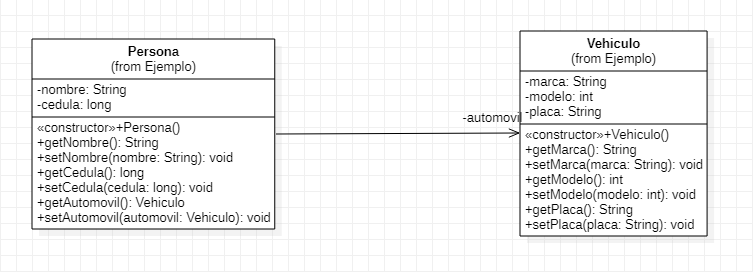 Persona
(from Ejemplo)
-nombre: String
-cedula: long
«constructor»+Persona()
+getNombre(): String
+setNombre(nombre: String): void
+getCedula(): long
+setCedula(cedula: long): void
+getAutomovil(): Vehiculo
+setAutomovil(automovil: Vehiculo): void
-automovil
Vehiculo
(from Ejemplo)
-marca: String
-modelo: int
-placa: String
«constructor»+Vehiculo()
+getMarca(): String
+setMarca(marca: String): void
+getModelo(): int
+setModelo(modelo: int): void
+getPlaca(): String
+setPlaca(placa: String): void